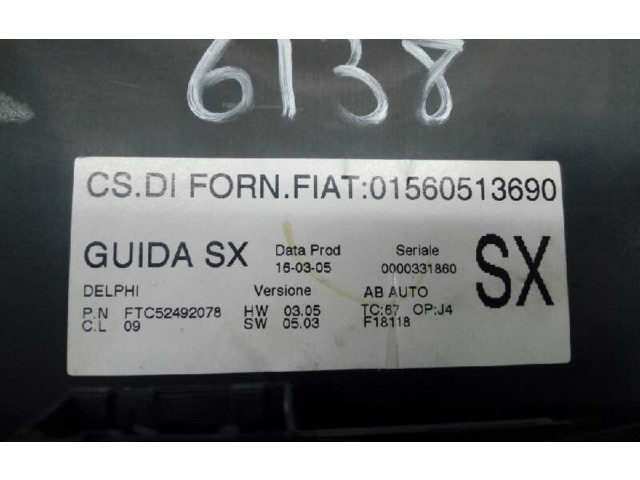 6138
CS.DI FORN.FIAT:01560513690
GUIDA SX Data Prod Seriale SX
16-03-05 0000331860
DELPHI Versione AB AUTO
P.N FTC52492078 HW 03.05 TC:67 OP:J4
C.L 09 SW 05.03 F18118